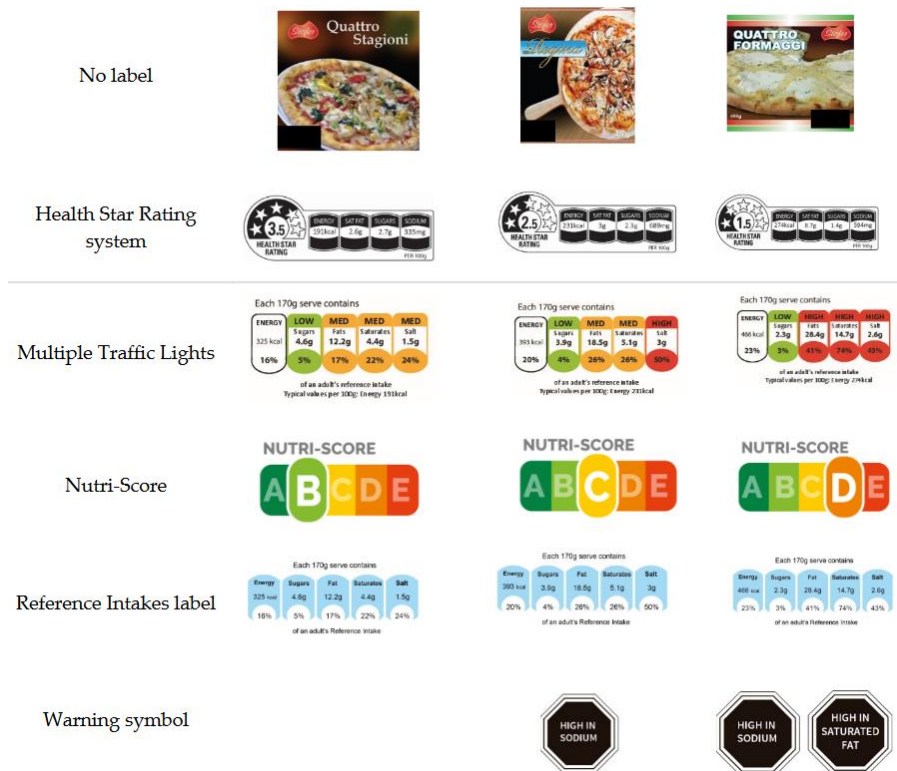 No label
Quattro
Stagioni
Regina
QUATTRO
FORMAGGI
Health Star Rating
system
3.5
HEALTH STAR
RATING
ENERGY SAT FAT SUGARS SODIUM
191kcal 2.6g 2.7g 335mg
PER 100g
2.5
HEALTH STAR
RATING
ENERGY SAT FAT SUGARS SODIUM
231kcal 3g 2.3g 689mg
PER 100g
1.5
HEALTH STAR
RATING
ENERGY SAT FAT SUGARS SODIUM
274kcal 8.7g 1.4g 594mg
PER 100g
Multiple Traffic Lights
Each 170g serve contains
ENERGY LOW MED MED MED
Sugars Fats Saturates Salt
325 kcal 4.6g 12.2g 4.4g 1.5g
16% 5% 17% 22% 24%
of an adult's reference intake
Typical values per 100g: Energy 191kcal
Each 170g serve contains
ENERGY LOW MED MED HIGH
Sugars Fats Saturates Salt
393 kcal 3.9g 18.5g 5.1g 3g
20% 4% 26% 26% 50%
of an adult's reference intake
Typical values per 100g: Energy 231kcal
Each 170g serve contains
ENERGY LOW HIGH HIGH HIGH
Sugars Fats Saturates Salt
466 kcal 2.3g 28.4g 14.7g 2.6g
23% 3% 41% 74% 43%
of an adult's reference intake
Typical values per 100g: Energy 274kcal
Nutri-Score
NUTRI-SCORE
A B C D E
NUTRI-SCORE
A B C D E
NUTRI-SCORE
A B C D E
Reference Intakes label
Each 170g serve contains
Energy Sugars Fat Saturates Salt
325 kcal 4.6g 12.2g 4.4g 1.5g
16% 5% 17% 22% 24%
of an adult's Reference Intake
Each 170g serve contains
Energy Sugars Fat Saturates Salt
393 kcal 3.9g 18.5g 5.1g 3g
20% 4% 26% 26% 50%
of an adult's Reference Intake
Each 170g serve contains
Energy Sugars Fat Saturates Salt
466 kcal 2.3g 28.4g 14.7g 2.6g
23% 3% 41% 74% 43%
of an adult's Reference Intake
Warning symbol
HIGH IN
SODIUM
HIGH IN
SODIUM
HIGH IN
SATURATED
FAT